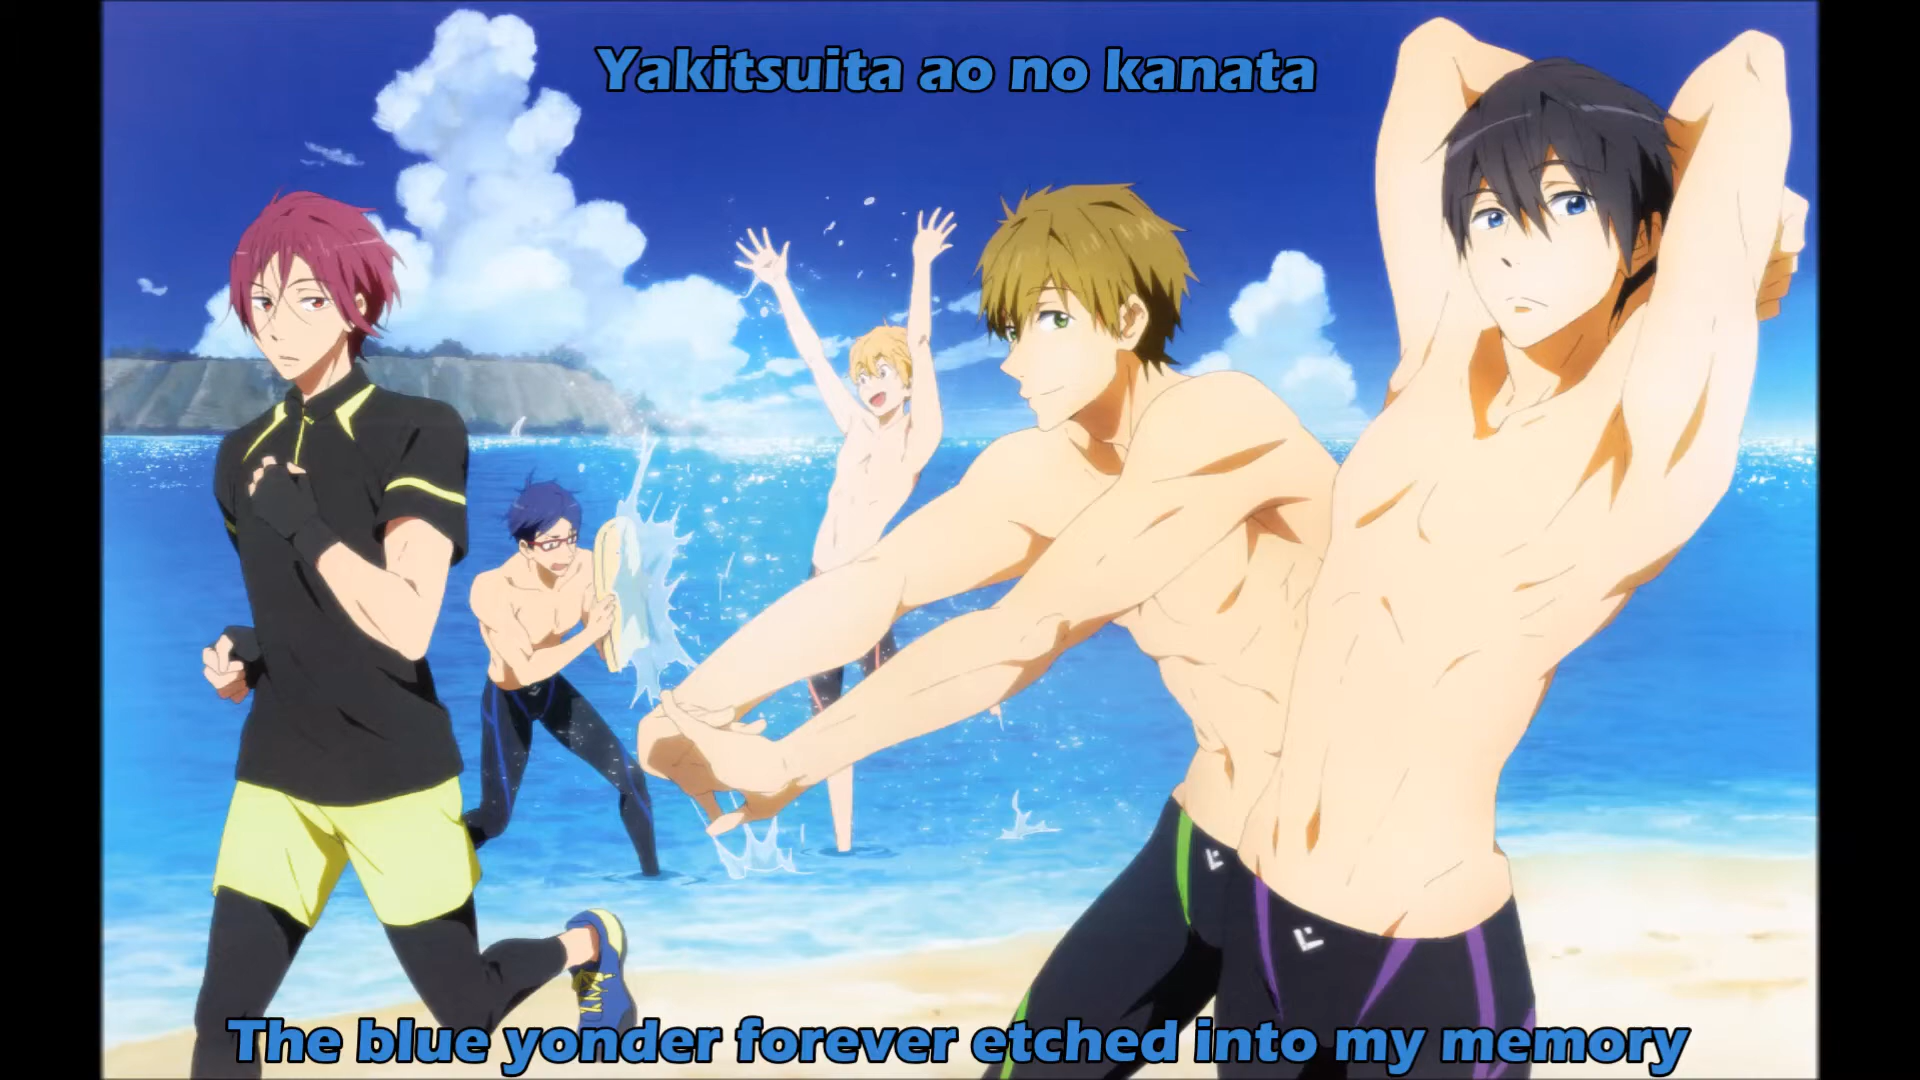 Yakitsuita ao no kanata
The blue yonder forever etched into my memory